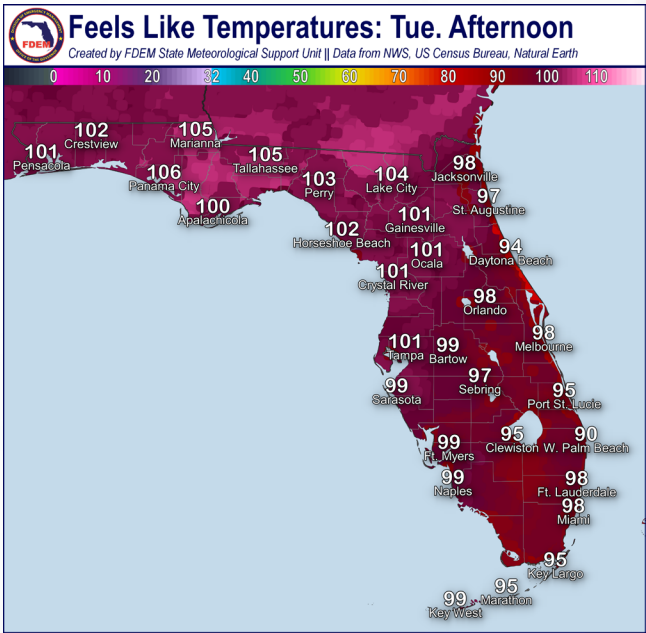 Feels Like Temperatures: Tue. Afternoon
FDEM
Created by FDEM State Meteorological Support Unit || Data from NWS, US Census Bureau, Natural Earth
0 10 20 32 40 50 60 70 80 90 100 110
102
Crestview
105
Marianna
101
Pensacola
106
Panama City
105
Tallahassee
100
Apalachicola
103
Perry
104
Lake City
98
Jacksonville
97
St. Augustine
101
Gainesville
102
Horseshoe Beach
101
Ocala
94
Daytona Beach
101
Crystal River
98
Orlando
98
Melbourne
101
Tampa
99
Bartow
97
Sebring
99
Sarasota
95
Port St. Lucie
99
Ft. Myers
95
Clewiston
90
W. Palm Beach
99
Naples
98
Ft. Lauderdale
98
Miami
95
Key Largo
95
Marathon
99
Key West